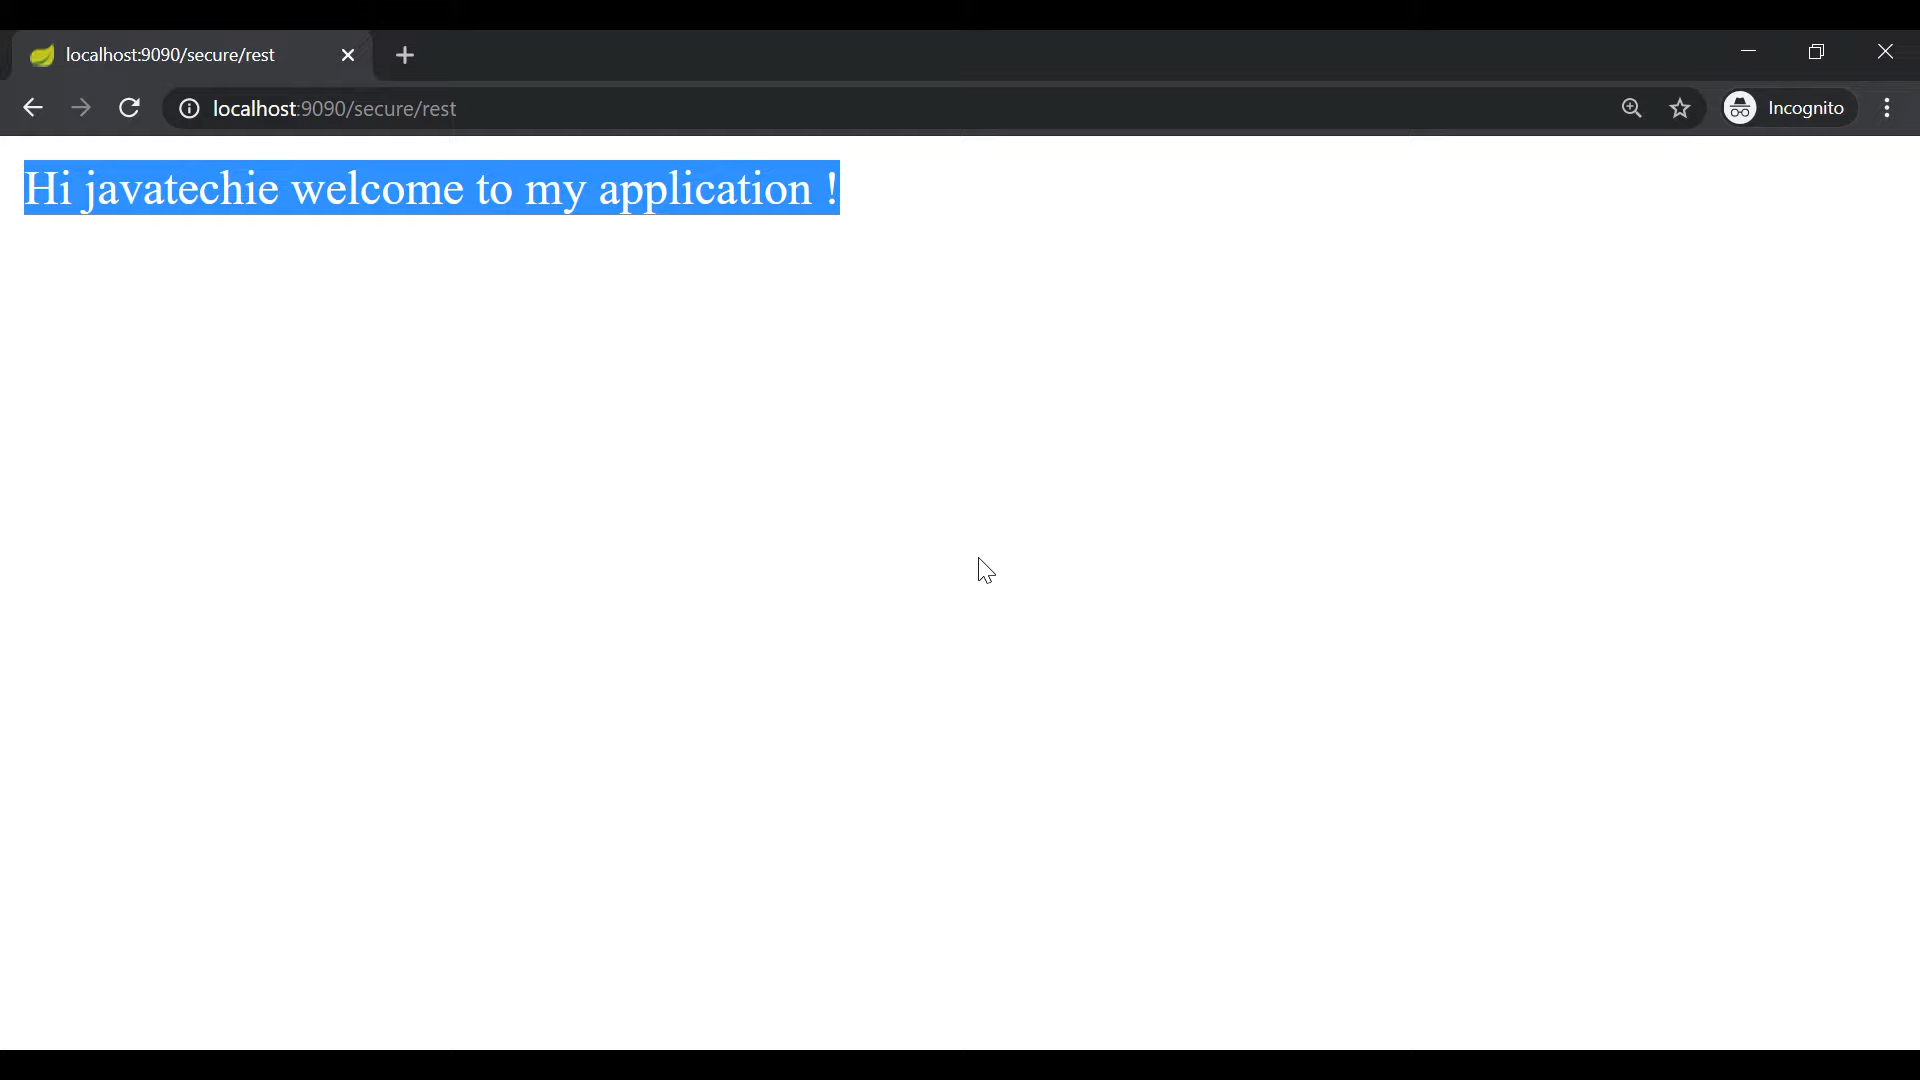 localhost:9090/secure/rest
localhost:9090/secure/rest
Incognito
Hi javatechie welcome to my application !